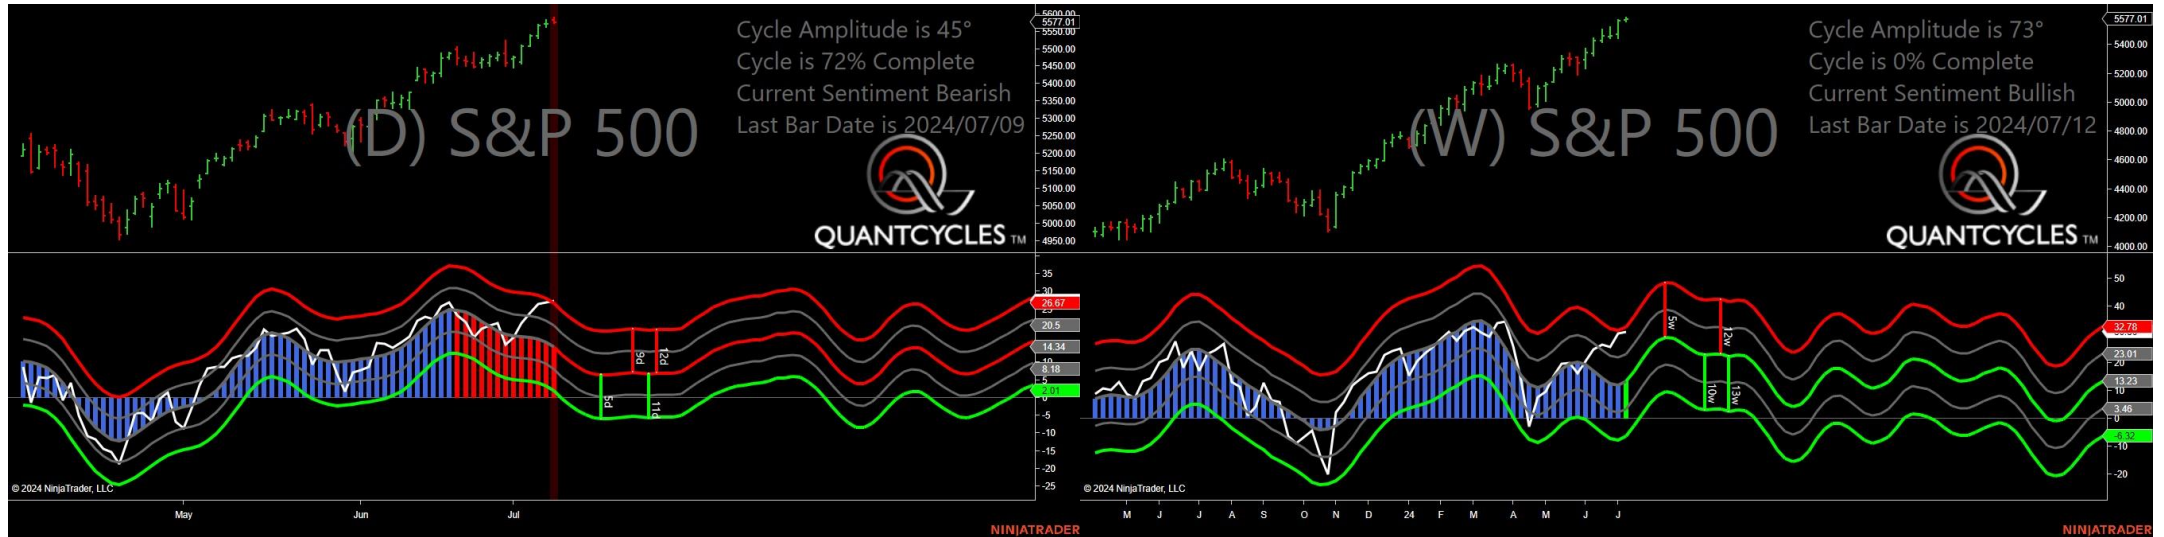 Cycle Amplitude is 45°
Cycle is 72% Complete
Current Sentiment Bearish
Last Bar Date is 2024/07/09
(D) S&P 500
QUANTCYCLES TM
5600.00
5577.01
5550.00
5500.00
5450.00
5400.00
5350.00
5300.00
5250.00
5200.00
5150.00
5100.00
5050.00
5000.00
4950.00
35
30
26.67
25
20.5
14.34
10
8.18
5
2.01
0
-5
-10
-15
-20
-25
9d
12d
5d
11d
© 2024 NinjaTrader, LLC
May
Jun
Jul
NINJATRADER
Cycle Amplitude is 73°
Cycle is 0% Complete
Current Sentiment Bullish
Last Bar Date is 2024/07/12
(W) S&P 500
QUANTCYCLES TM
5577.01
5400.00
5200.00
5000.00
4800.00
4600.00
4400.00
4200.00
4000.00
50
40
32.78
23.01
20
13.23
10
3.46
0
-6.32
-10
-20
5w
12w
10w
13w
© 2024 NinjaTrader, LLC
M
J
J
A
S
O
N
D
24
F
M
A
M
J
J
NINJATRADER